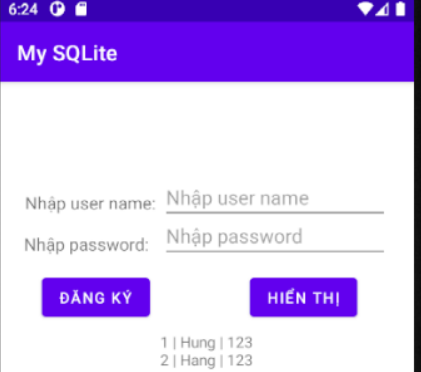 6:24
My SQLite
Nhập user name: Nhập user name
Nhập password: Nhập password
ĐĂNG KÝ HIỂN THỊ
1 | Hung | 123
2 | Hang | 123